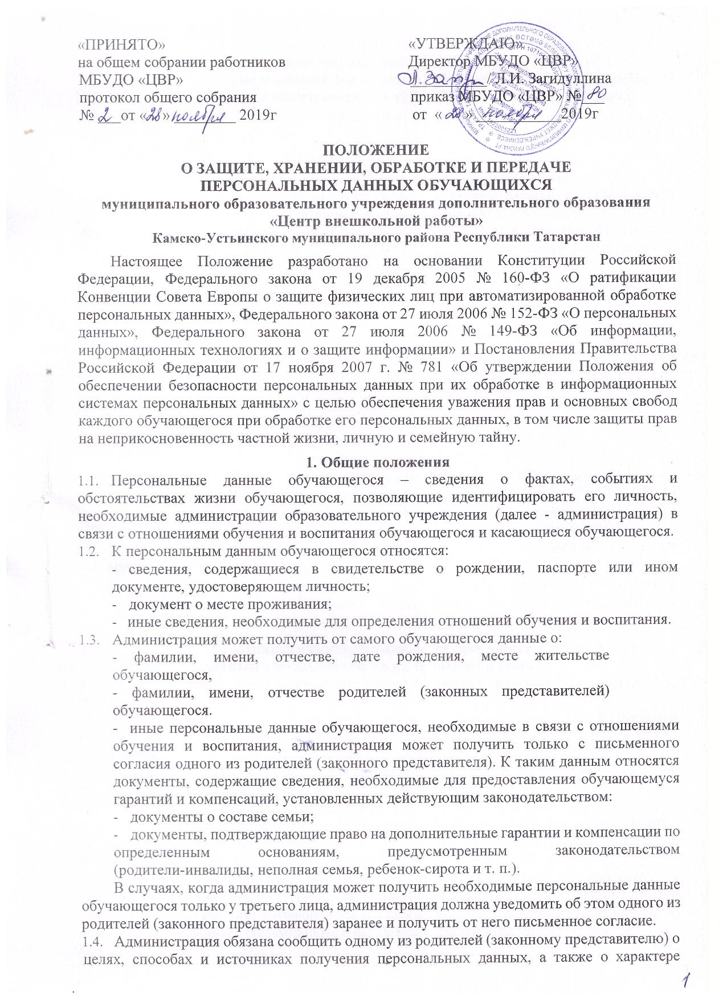 «ПРИНЯТО»
на общем собрании работников
МБУДО «ЦВР»
протокол общего собрания
№ 2 от «28» ноября 2019г
«УТВЕРЖДАЮ»
Директор МБУДО «ЦВР»
/ Л.И. Загидуллина
приказ МБУДО «ЦВР» № 80
от «28» ноября 2019г
ПОЛОЖЕНИЕ
О ЗАЩИТЕ, ХРАНЕНИИ, ОБРАБОТКЕ И ПЕРЕДАЧЕ
ПЕРСОНАЛЬНЫХ ДАННЫХ ОБУЧАЮЩИХСЯ
муниципального образовательного учреждения дополнительного образования
«Центр внешкольной работы»
Камско-Устьинского муниципального района Республики Татарстан
Настоящее Положение разработано на основании Конституции Российской
Федерации, Федерального закона от 19 декабря 2005 № 160-ФЗ «О ратификации
Конвенции Совета Европы о защите физических лиц при автоматизированной обработке
персональных данных», Федерального закона от 27 июля 2006 № 152-ФЗ «О персональных
данных», Федерального закона от 27 июля 2006 № 149-ФЗ «Об информации,
информационных технологиях и о защите информации» и Постановления Правительства
Российской Федерации от 17 ноября 2007 г. № 781 «Об утверждении Положения об
обеспечении безопасности персональных данных при их обработке в информационных
системах персональных данных» с целью обеспечения уважения прав и основных свобод
каждого обучающегося при обработке его персональных данных, в том числе защиты прав
на неприкосновенность частной жизни, личную и семейную тайну.
1. Общие положения
1.1. Персональные данные обучающегося – сведения о фактах, событиях и
обстоятельствах жизни обучающегося, позволяющие идентифицировать его личность,
необходимые администрации образовательного учреждения (далее - администрация) в
связи с отношениями обучения и воспитания обучающегося и касающиеся обучающегося.
1.2. К персональным данным обучающегося относятся:
- сведения, содержащиеся в свидетельстве о рождении, паспорте или ином
документе, удостоверяющем личность;
- документ о месте проживания;
- иные сведения, необходимые для определения отношений обучения и воспитания.
1.3. Администрация может получить от самого обучающегося данные о:
- фамилии, имени, отчестве, дате рождения, месте жительстве
обучающегося,
- фамилии, имени, отчестве родителей (законных представителей)
обучающегося.
- иные персональные данные обучающегося, необходимые в связи с отношениями
обучения и воспитания, администрация может получить только с письменного
согласия одного из родителей (законного представителя). К таким данным относятся
документы, содержащие сведения, необходимые для предоставления обучающемуся
гарантий и компенсаций, установленных действующим законодательством:
- документы о составе семьи;
- документы, подтверждающие право на дополнительные гарантии и компенсации по
определенным основаниям, предусмотренным законодательством
(родители-инвалиды, неполная семья, ребенок-сирота и т. п.).
В случаях, когда администрация может получить необходимые персональные данные
обучающегося только у третьего лица, администрация должна уведомить об этом одного из
родителей (законного представителя) заранее и получить от него письменное согласие.
1.4. Администрация обязана сообщить одному из родителей (законному представителю) о
целях, способах и источниках получения персональных данных, а также о характере
1